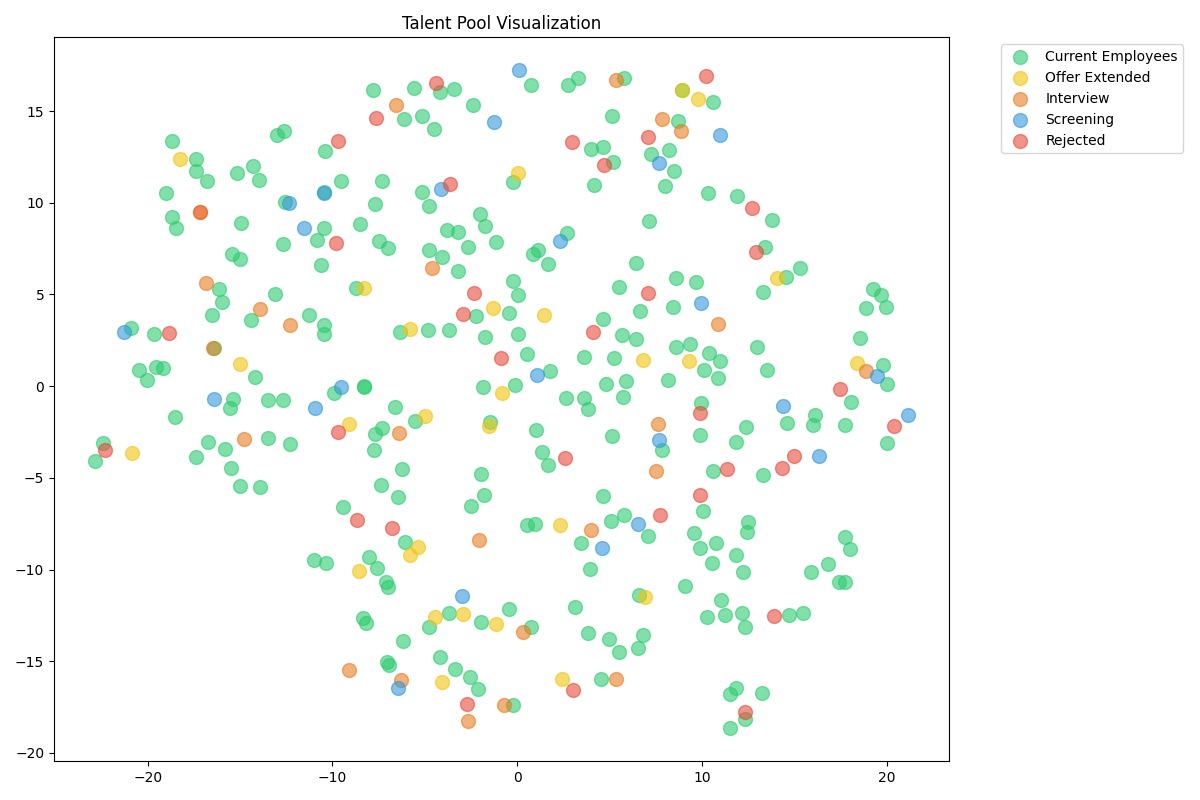 Talent Pool Visualization
Current Employees
Offer Extended
Interview
Screening
Rejected
15
10
5
0
−5
−10
−15
−20
−20
−10
0
10
20